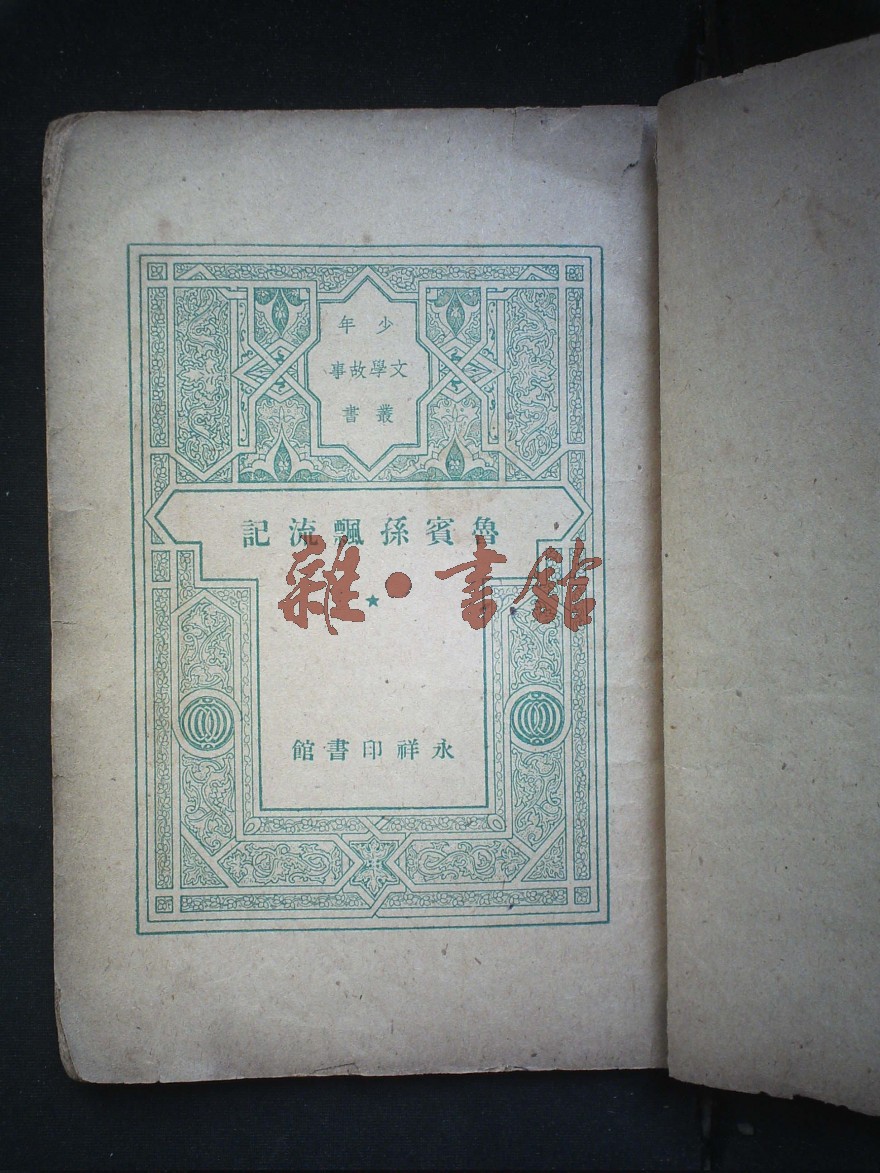 少年
文學故事
叢書
魯賓孫飄流記
雜·書館
★
永祥印書館